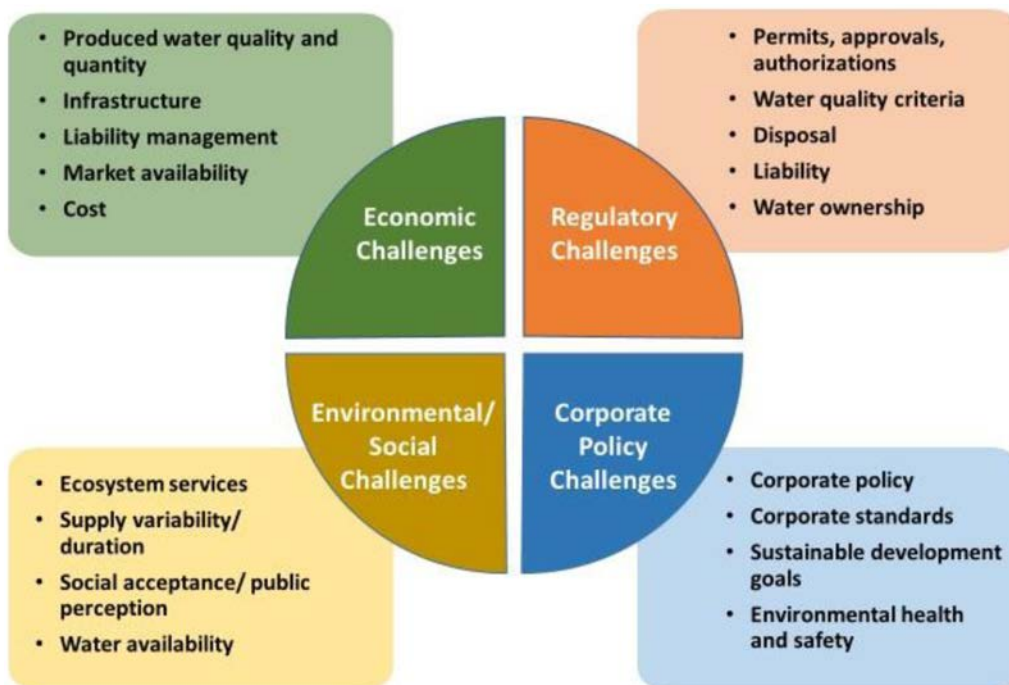 • Produced water quality and
quantity
• Infrastructure
• Liability management
• Market availability
• Cost
• Permits, approvals,
authorizations
• Water quality criteria
• Disposal
• Liability
• Water ownership
Economic
Challenges
Regulatory
Challenges
Environmental/
Social
Challenges
Corporate
Policy
Challenges
• Ecosystem services
• Supply variability/
duration
• Social acceptance/ public
perception
• Water availability
• Corporate policy
• Corporate standards
• Sustainable development
goals
• Environmental health
and safety